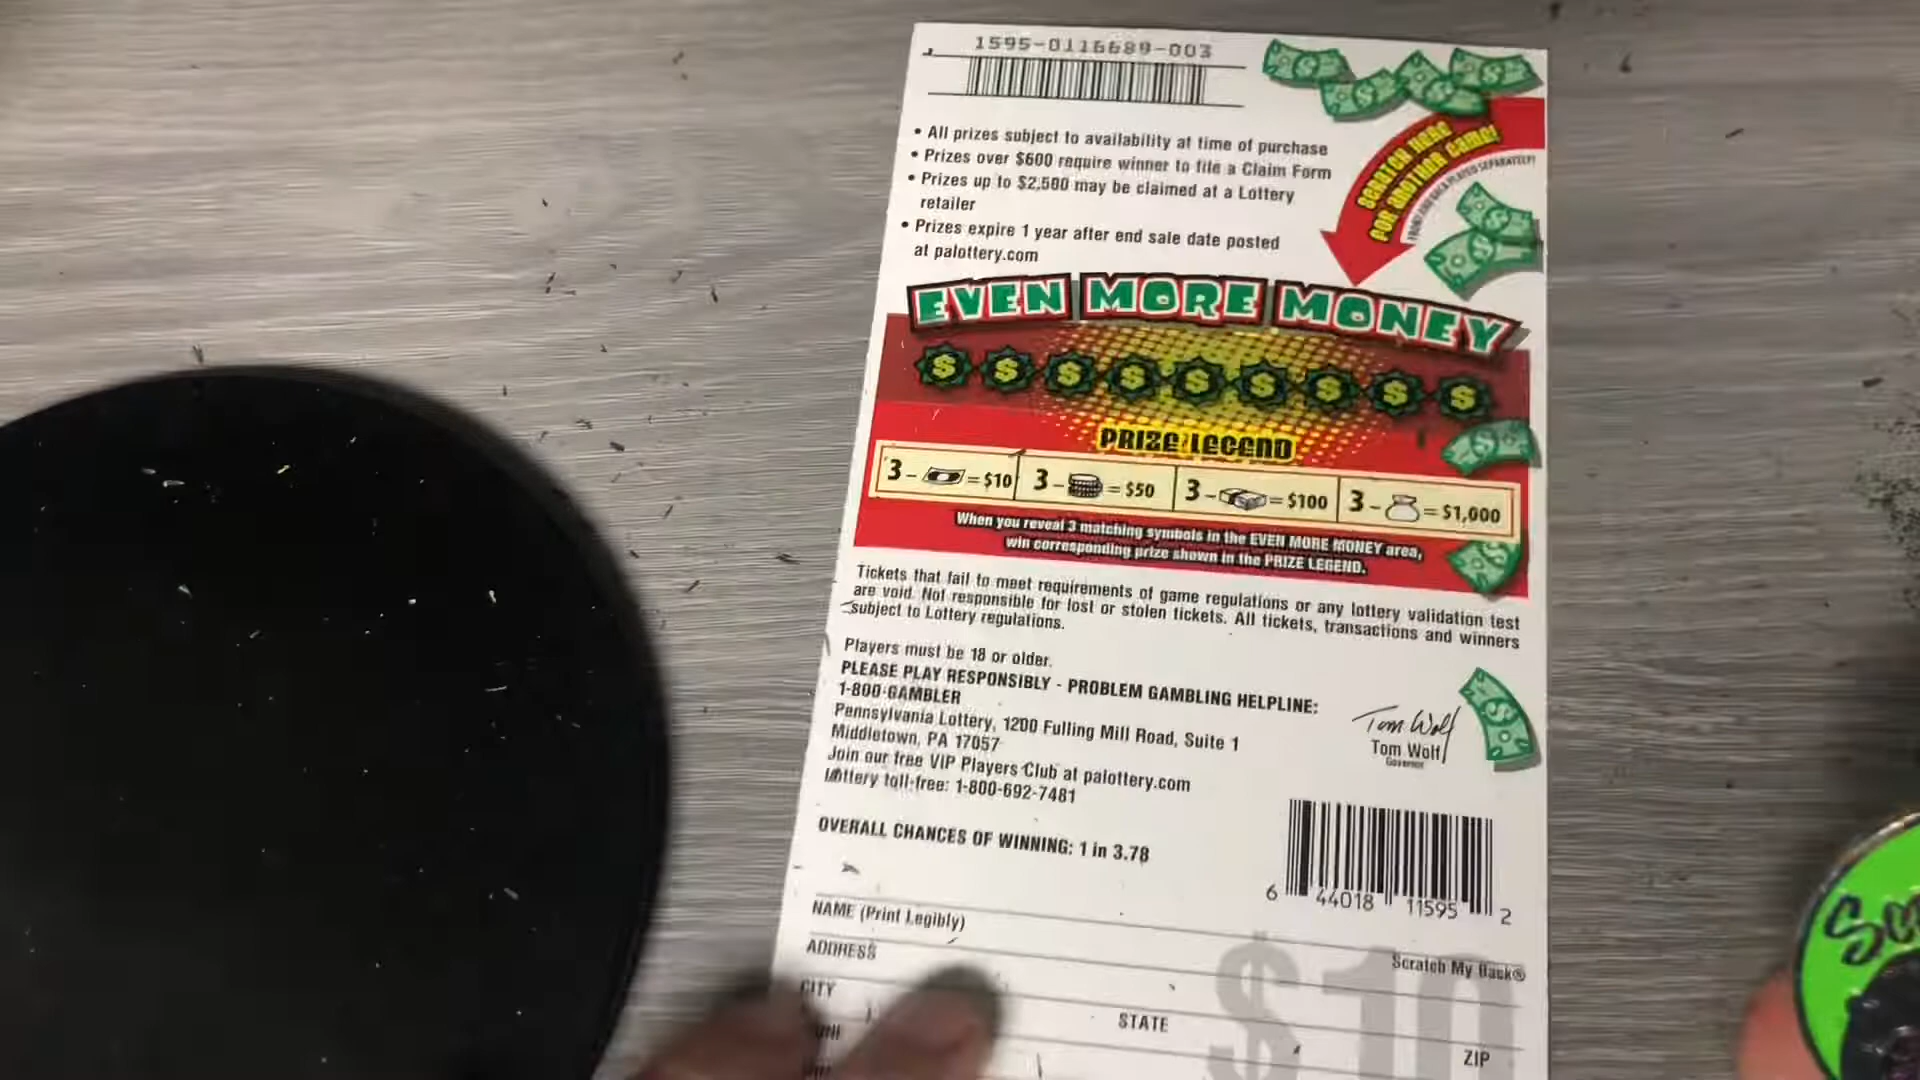 1595-0116689-003
• All prizes subject to availability at time of purchase
• Prizes over $600 require winner to file a Claim Form
• Prizes up to $2,500 may be claimed at a Lottery
retailer
• Prizes expire 1 year after end sale date posted
at palottery.com
SCRATCH HERE
FOR ANOTHER GAME!
FRONT AND BACK PLAYED SEPARATELY!
EVEN MORE MONEY
$ $ $ $ $ $ $ $ $
PRIZE LEGEND
3 - = $10 3 - = $50 3 - = $100 3 - = $1,000
When you reveal 3 matching symbols in the EVEN MORE MONEY area,
win corresponding prize shown in the PRIZE LEGEND.
Tickets that fail to meet requirements of game regulations or any lottery validation test
are void. Not responsible for lost or stolen tickets. All tickets, transactions and winners
subject to Lottery regulations.
Players must be 18 or older.
PLEASE PLAY RESPONSIBLY - PROBLEM GAMBLING HELPLINE:
1-800-GAMBLER
Pennsylvania Lottery, 1200 Fulling Mill Road, Suite 1
Middletown, PA 17057
Join our free VIP Players Club at palottery.com
Lottery toll-free: 1-800-692-7481
Tom Wolf
Tom Wolf
Governor
OVERALL CHANCES OF WINNING: 1 in 3.78
6 44018 11595 2
NAME (Print Legibly)
ADDRESS
Scratch My Back®
CITY
STATE
ZIP
$10